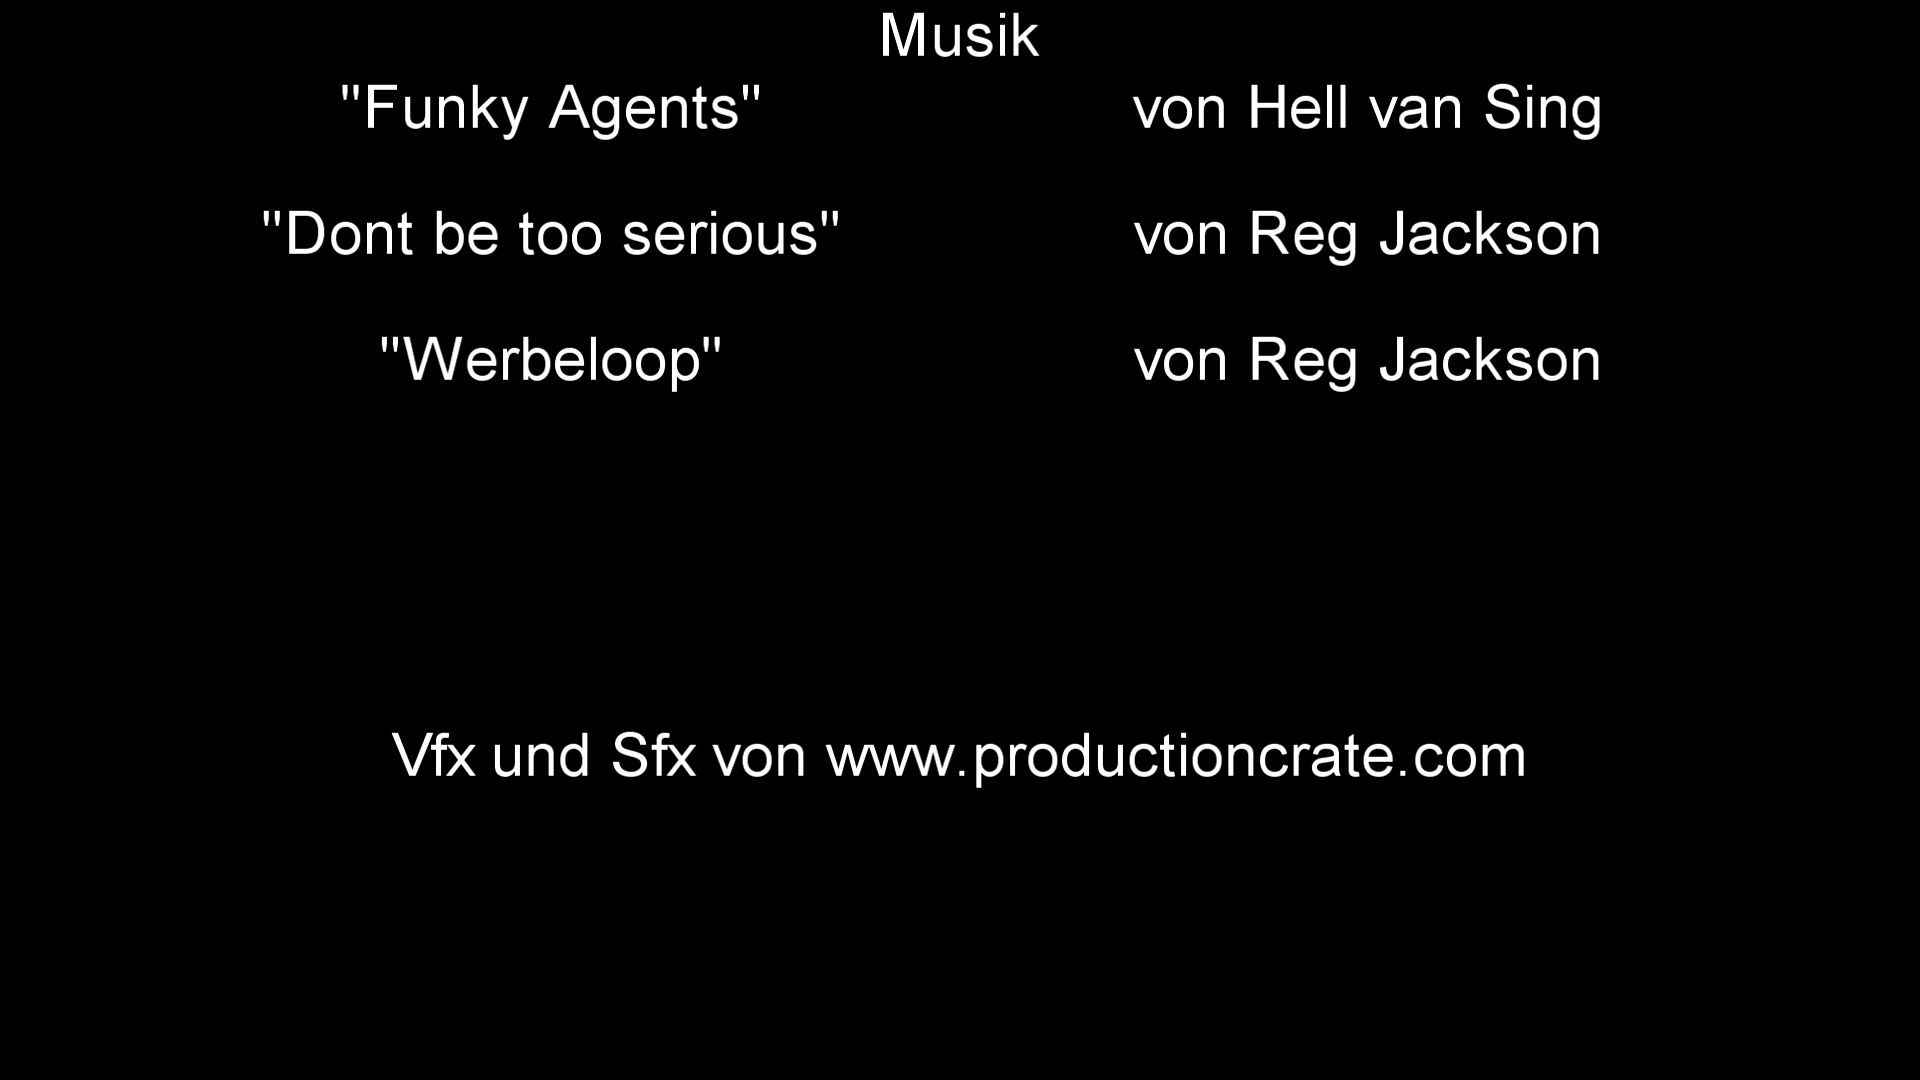 Musik
"Funky Agents" von Hell van Sing
"Dont be too serious" von Reg Jackson
"Werbeloop" von Reg Jackson
Vfx und Sfx von www.productioncrate.com